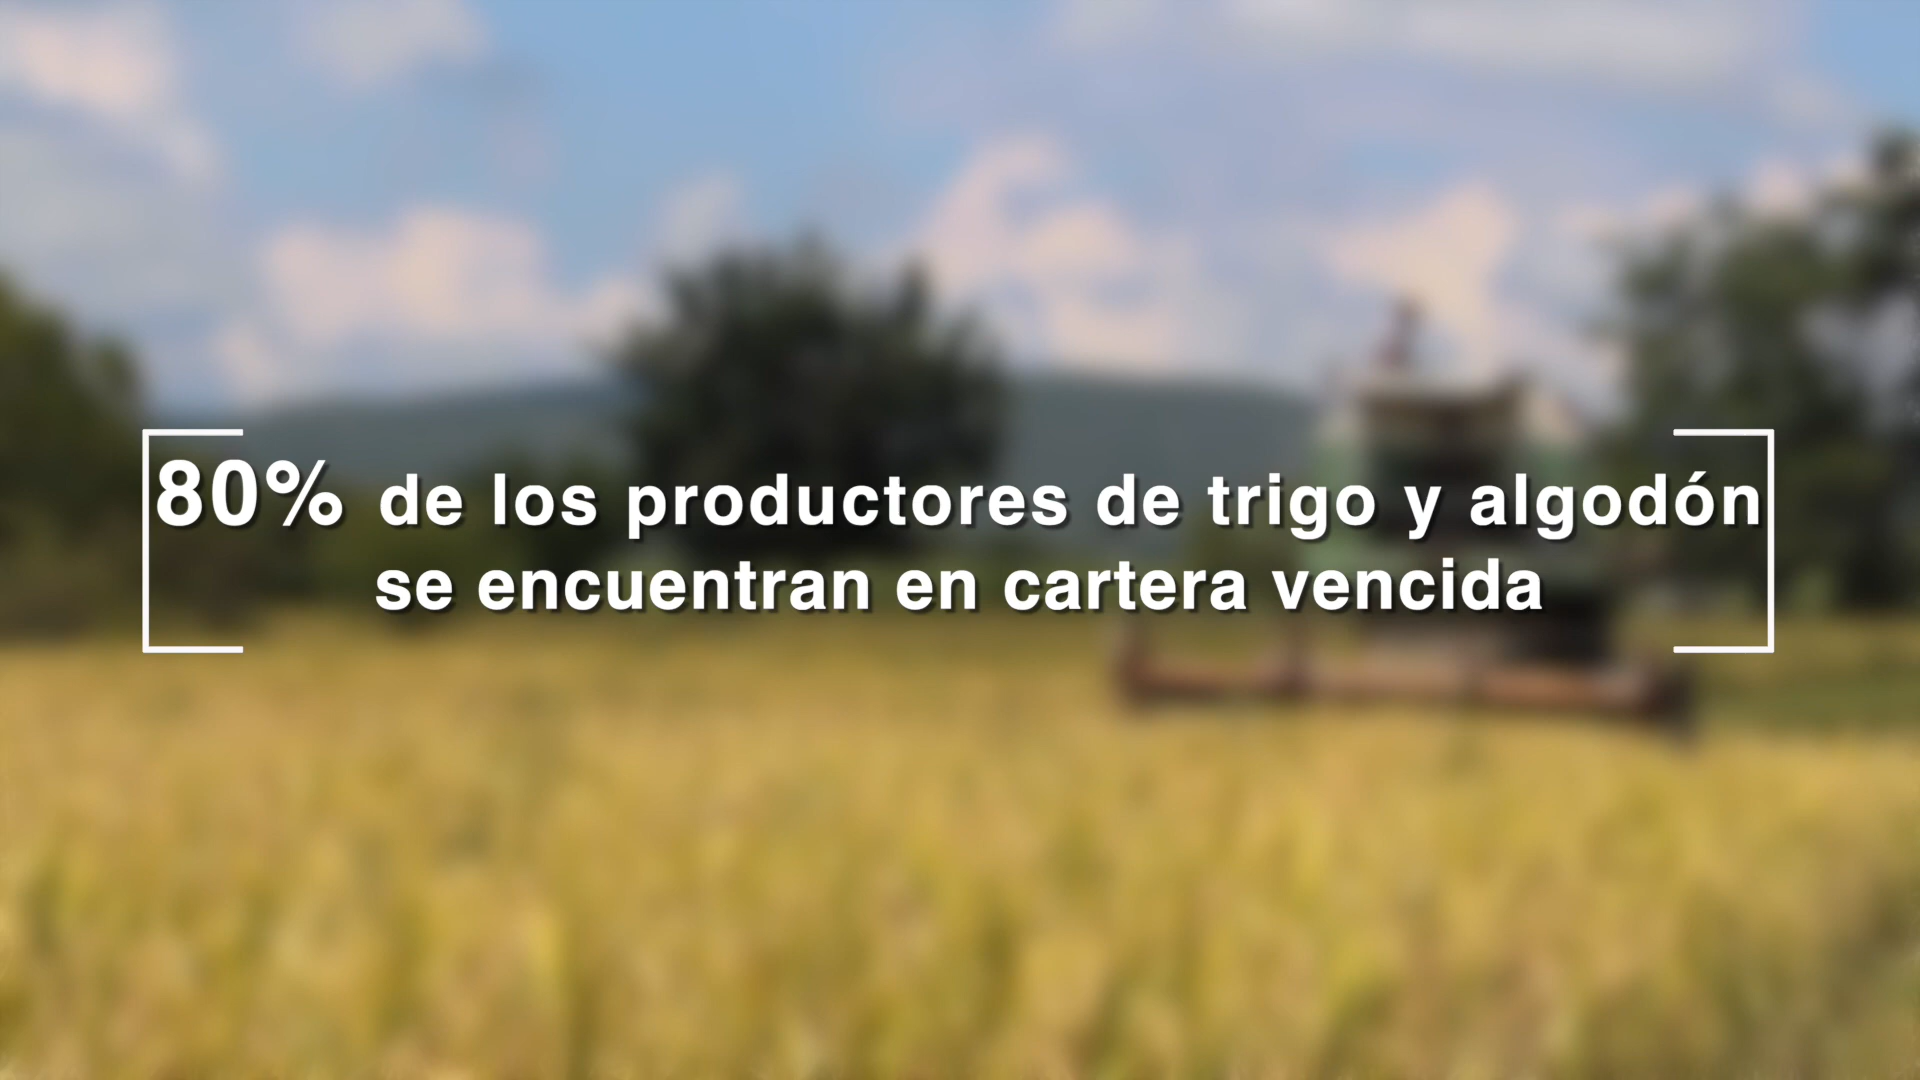 80% de los productores de trigo y algodón
se encuentran en cartera vencida